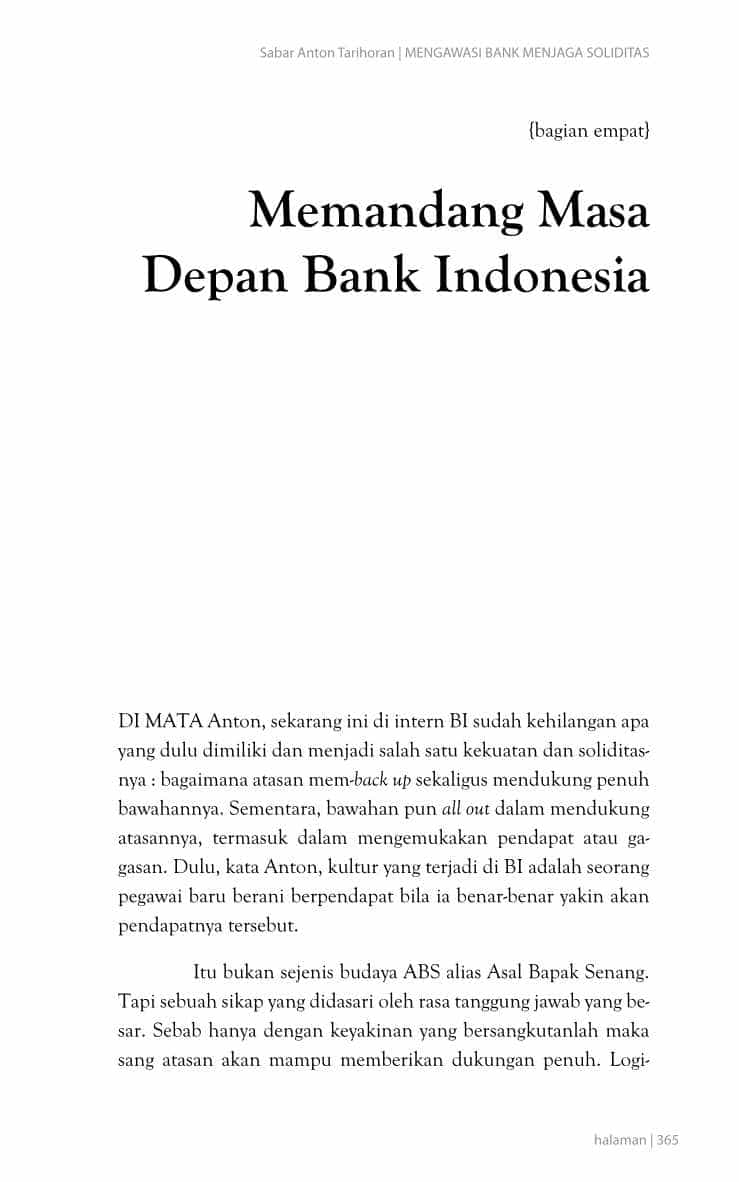 Sabar Anton Tarihoran | MENGAWASI BANK MENJAGA SOLIDITAS
{bagian empat}
Memandang Masa
Depan Bank Indonesia
DI MATA Anton, sekarang ini di intern BI sudah kehilangan apa
yang dulu dimiliki dan menjadi salah satu kekuatan dan soliditas-
nya : bagaimana atasan mem-back up sekaligus mendukung penuh
bawahannya. Sementara, bawahan pun all out dalam mendukung
atasannya, termasuk dalam mengemukakan pendapat atau ga-
gasan. Dulu, kata Anton, kultur yang terjadi di BI adalah seorang
pegawai baru berani berpendapat bila ia benar-benar yakin akan
pendapatnya tersebut.
Itu bukan sejenis budaya ABS alias Asal Bapak Senang.
Tapi sebuah sikap yang didasari oleh rasa tanggung jawab yang be-
sar. Sebab hanya dengan keyakinan yang bersangkutanlah maka
sang atasan akan mampu memberikan dukungan penuh. Logi-
halaman | 365